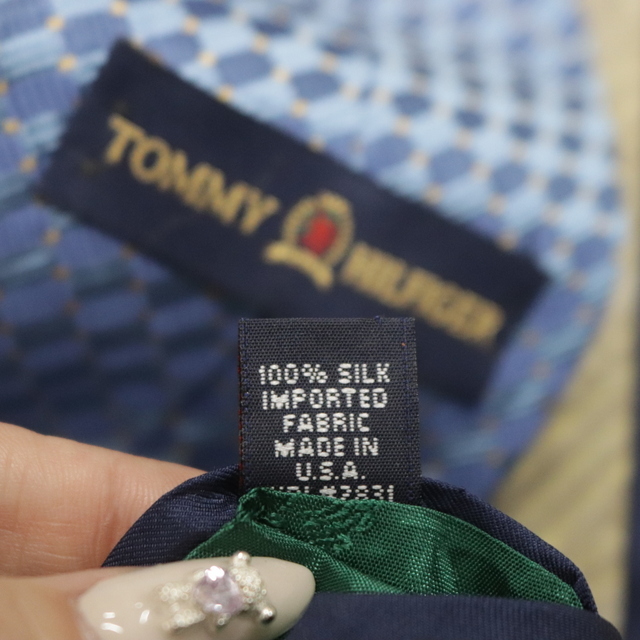 TOMMY HILFIGER
100% SILK
IMPORTED
FABRIC
MADE IN
U.S.A.